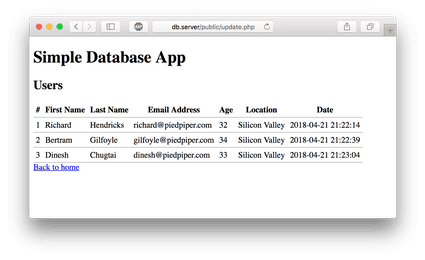 db.server/public/update.php
Simple Database App
Users
# First Name Last Name Email Address Age Location Date
1 Richard Hendricks richard@piedpiper.com 32 Silicon Valley 2018-04-21 21:22:14
2 Bertram Gilfoyle gilfoyle@piedpiper.com 34 Silicon Valley 2018-04-21 21:22:39
3 Dinesh Chugtai dinesh@piedpiper.com 33 Silicon Valley 2018-04-21 21:23:04
Back to home